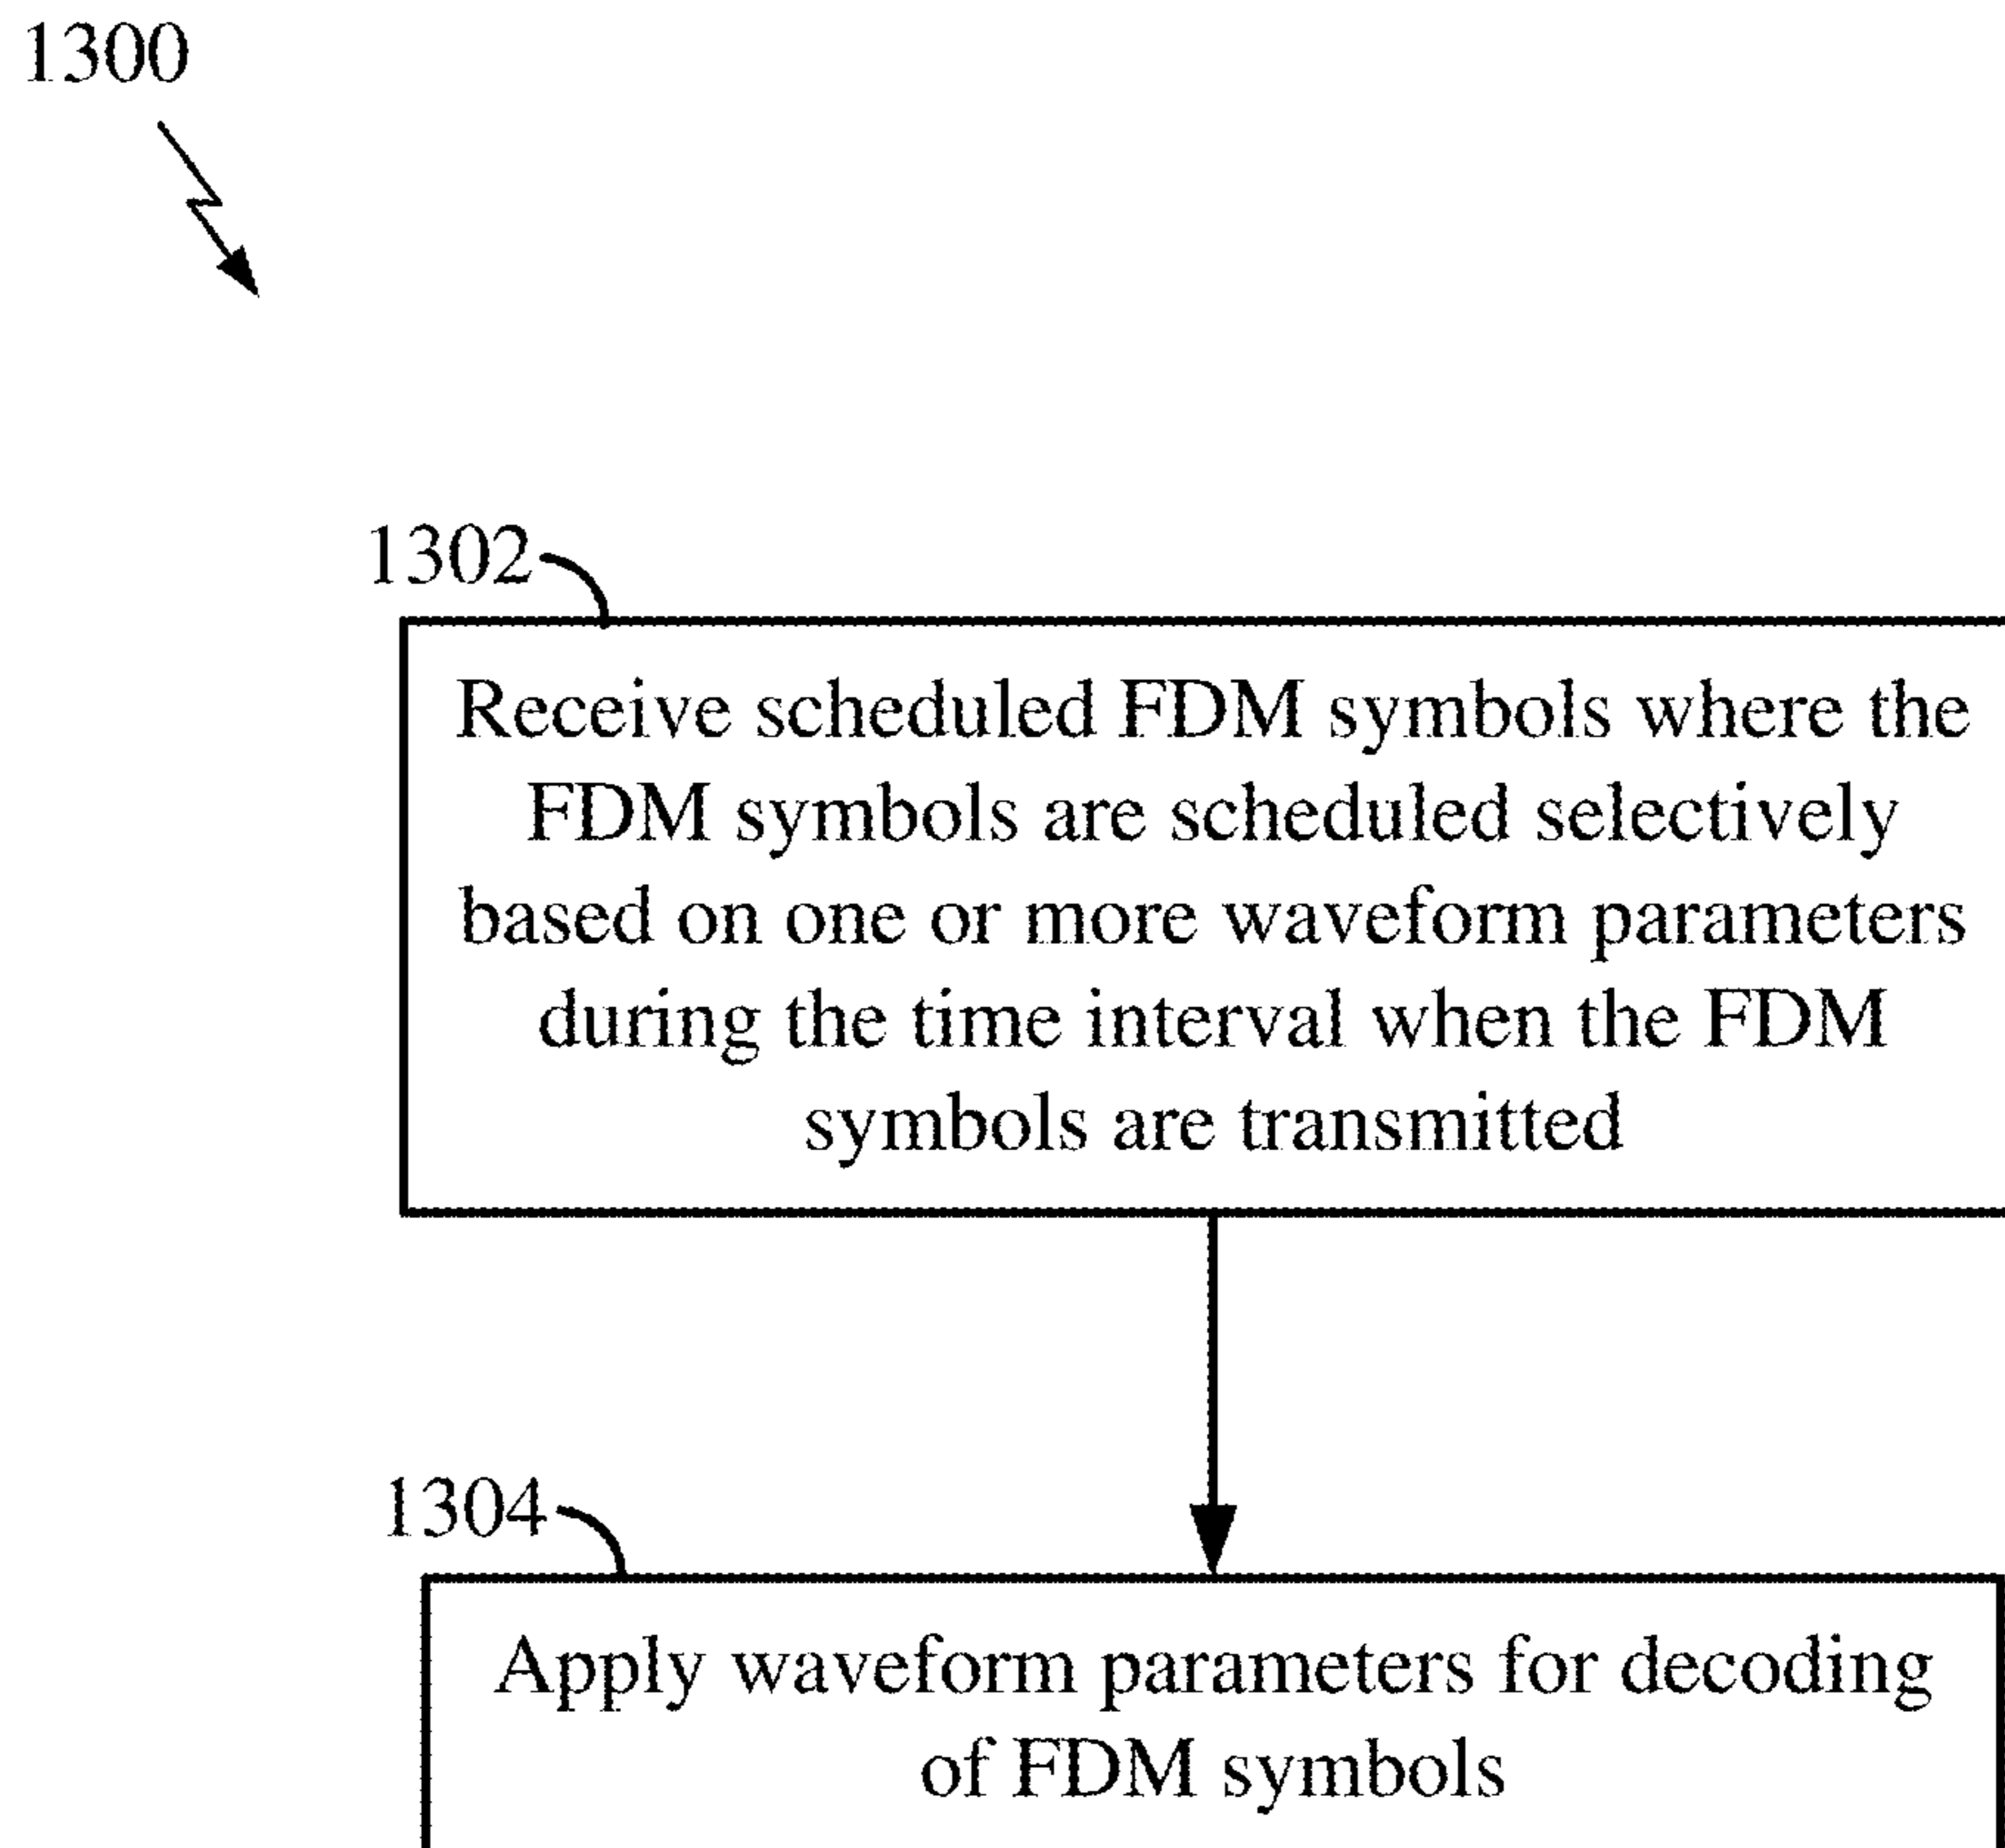 1300
1302
Receive scheduled FDM symbols where the
FDM symbols are scheduled selectively
based on one or more waveform parameters
during the time interval when the FDM
symbols are transmitted
1304
Apply waveform parameters for decoding
of FDM symbols